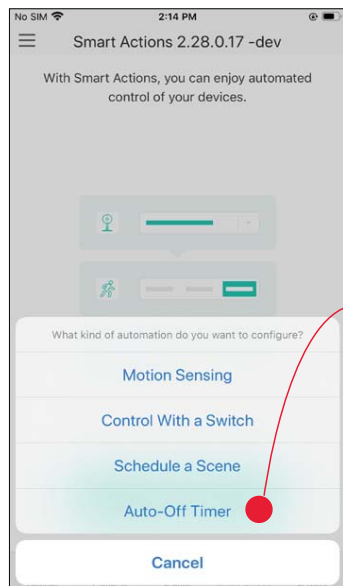 No SIM 2:14 PM
Smart Actions 2.28.0.17 -dev
With Smart Actions, you can enjoy automated
control of your devices.
What kind of automation do you want to configure?
Motion Sensing
Control With a Switch
Schedule a Scene
Auto-Off Timer
Cancel